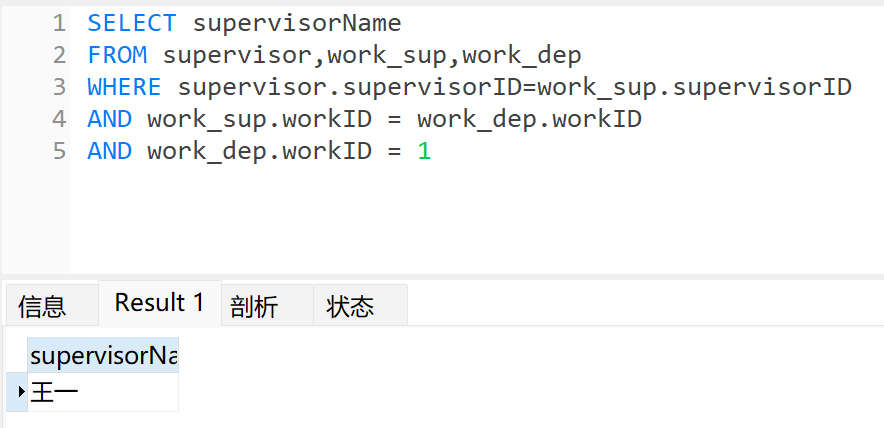 1 SELECT supervisorName
2 FROM supervisor,work_sup,work_dep
3 WHERE supervisor.supervisorID=work_sup.supervisorID
4 AND work_sup.workID = work_dep.workID
5 AND work_dep.workID = 1
信息 Result 1 剖析 状态
supervisorNa
王一